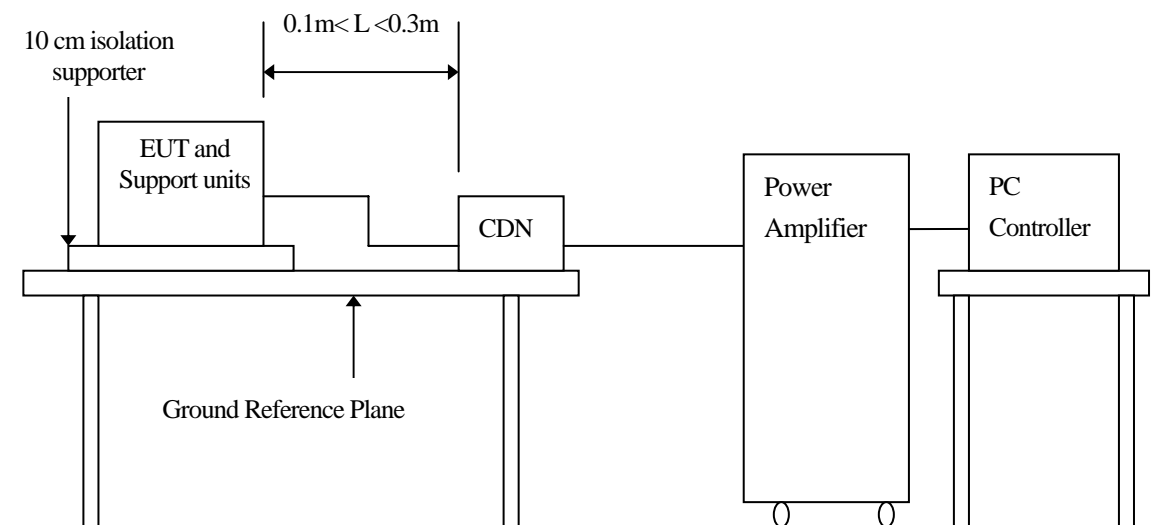 0.1m< L <0.3m
10 cm isolation
supporter
EUT and
Support units
CDN
Power
Amplifier
PC
Controller
Ground Reference Plane